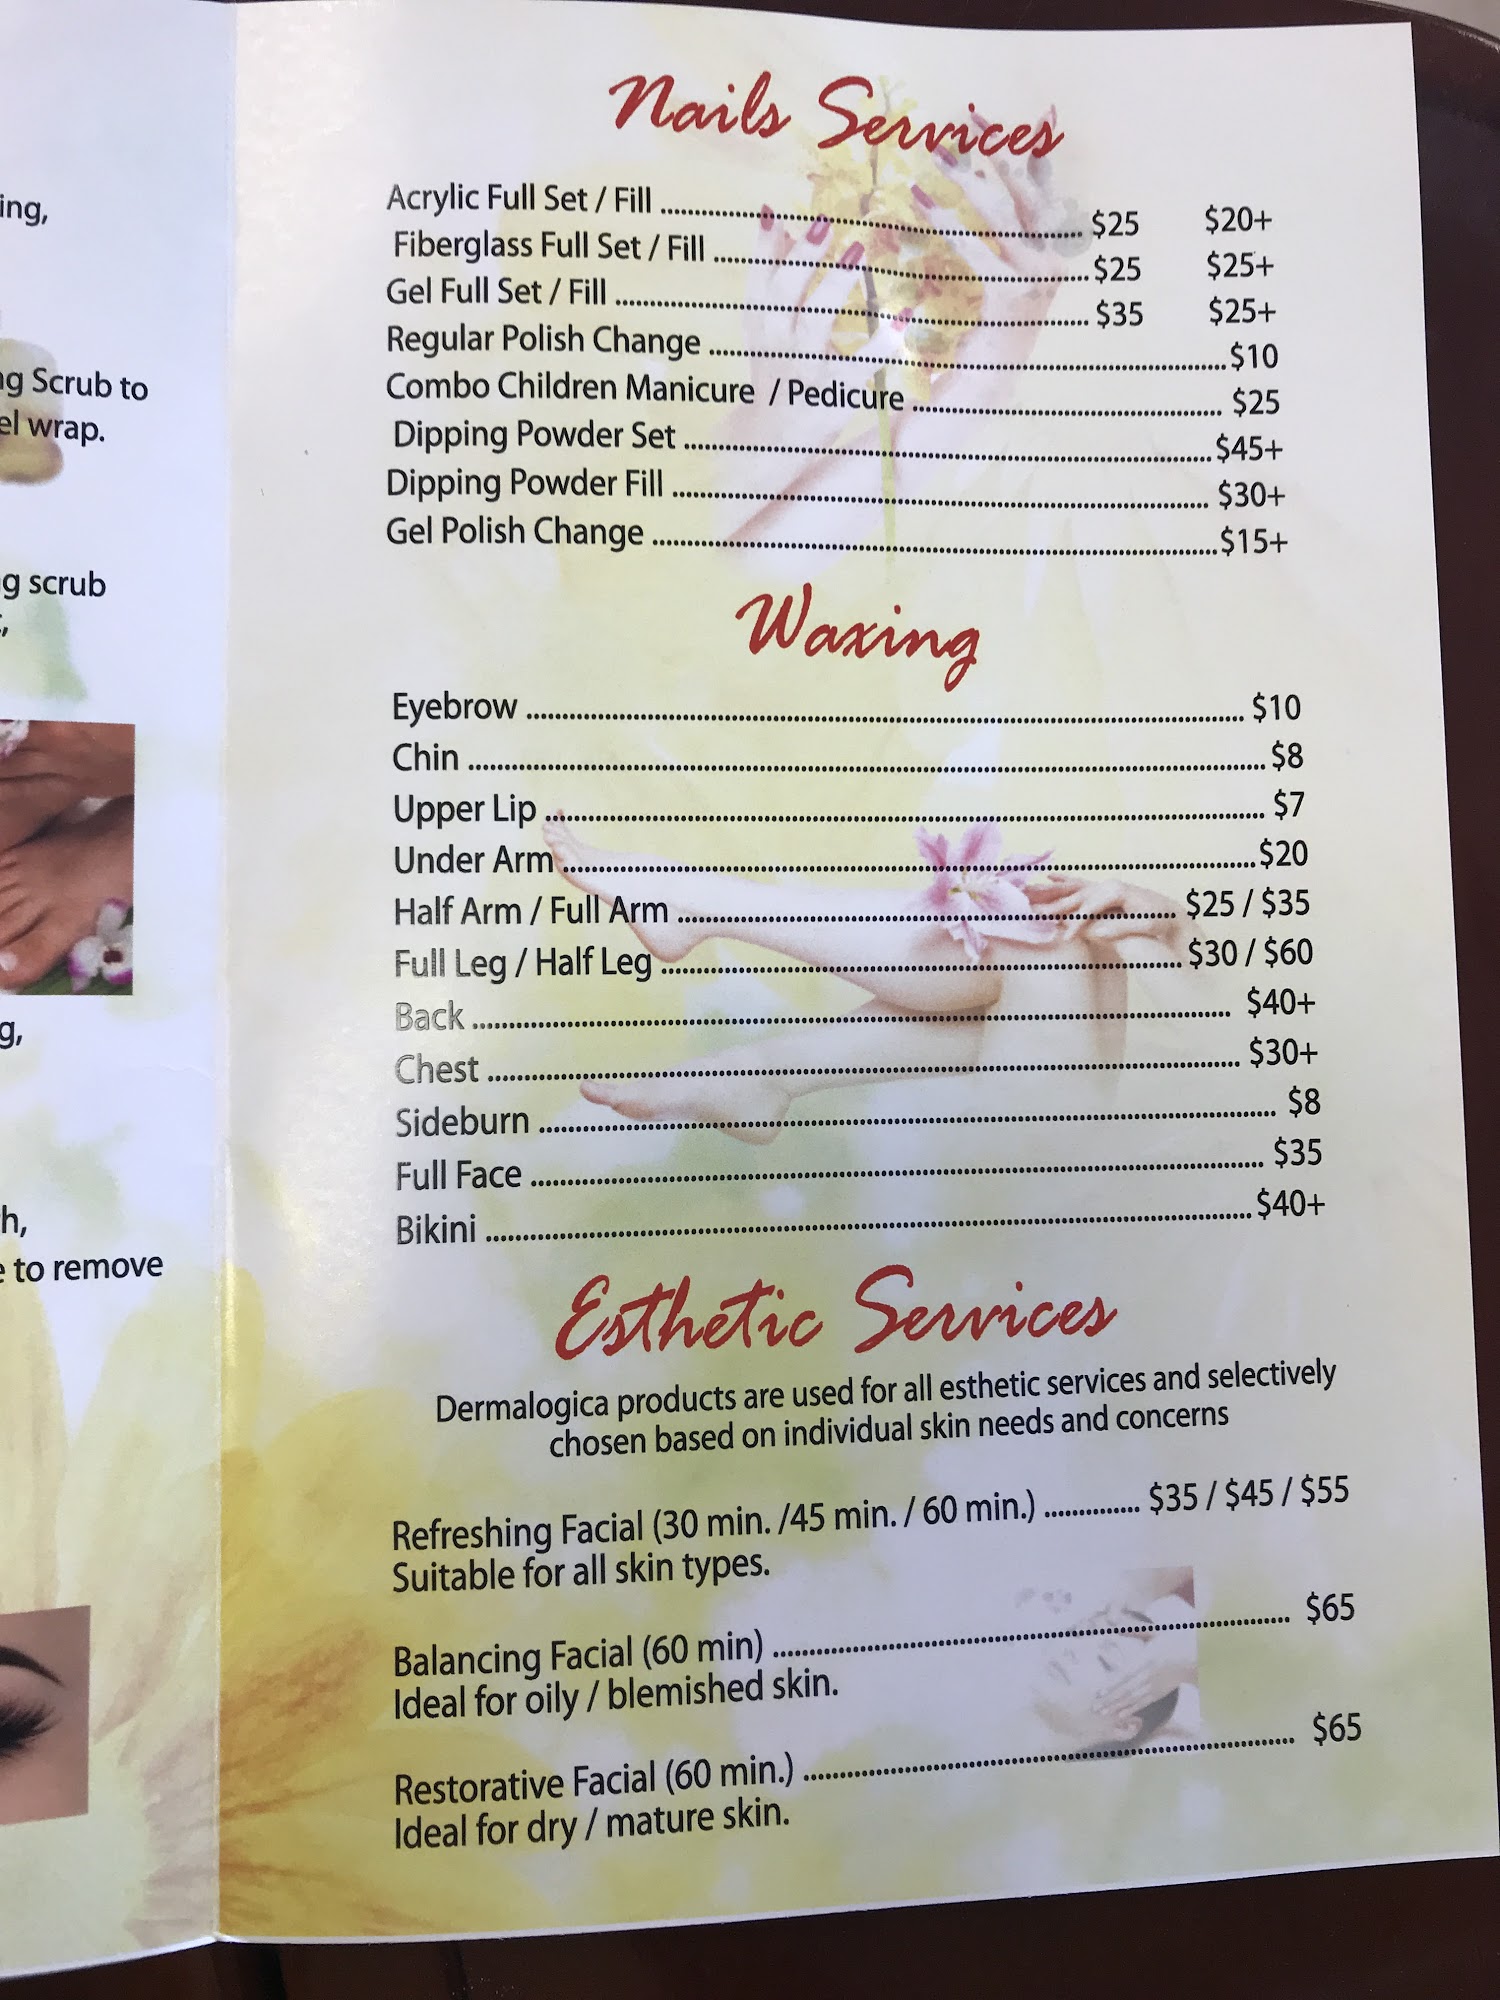 ing,
ng Scrub to
el wrap.
g scrub
g,
h,
e to remove
Nails Services
Acrylic Full Set / Fill ........ $25 $20+
Fiberglass Full Set / Fill ........ $25 $25+
Gel Full Set / Fill ........ $35 $25+
Regular Polish Change ........ $10
Combo Children Manicure / Pedicure ........ $25
Dipping Powder Set ........ $45+
Dipping Powder Fill ........ $30+
Gel Polish Change ........ $15+
Waxing
Eyebrow ........ $10
Chin ........ $8
Upper Lip ........ $7
Under Arm ........ $20
Half Arm / Full Arm ........ $25 / $35
Full Leg / Half Leg ........ $30 / $60
Back ........ $40+
Chest ........ $30+
Sideburn ........ $8
Full Face ........ $35
Bikini ........ $40+
Esthetic Services
Dermalogica products are used for all esthetic services and selectively
chosen based on individual skin needs and concerns
Refreshing Facial (30 min. /45 min. / 60 min.) ........ $35 / $45 / $55
Suitable for all skin types.
Balancing Facial (60 min) ........ $65
Ideal for oily / blemished skin.
Restorative Facial (60 min.) ........ $65
Ideal for dry / mature skin.